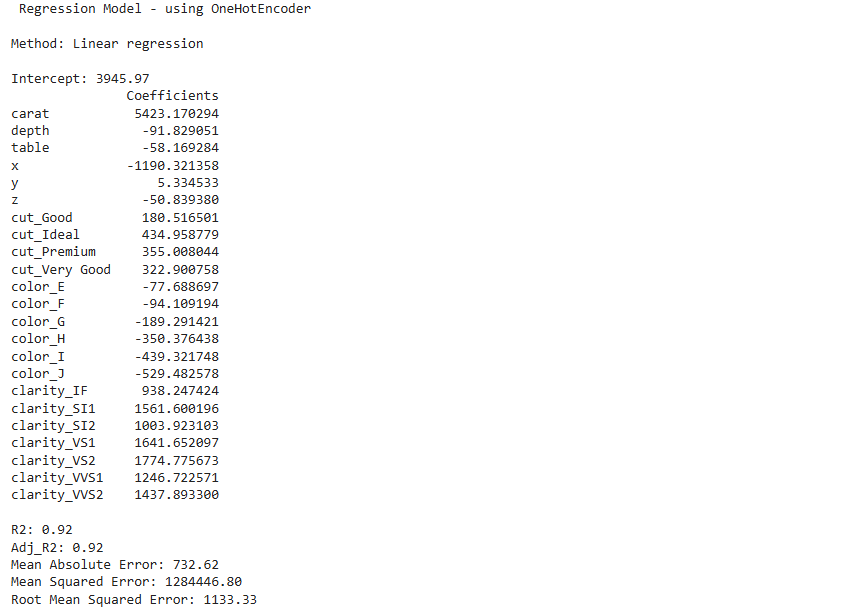 Regression Model - using OneHotEncoder
Method: Linear regression
Intercept: 3945.97
Coefficients
carat 5423.170294
depth -91.829051
table -58.169284
x -1190.321358
y 5.334533
z -50.839380
cut_Good 180.516501
cut_Ideal 434.958779
cut_Premium 355.008044
cut_Very Good 322.900758
color_E -77.688697
color_F -94.109194
color_G -189.291421
color_H -350.376438
color_I -439.321748
color_J -529.482578
clarity_IF 938.247424
clarity_SI1 1561.600196
clarity_SI2 1003.923103
clarity_VS1 1641.652097
clarity_VS2 1774.775673
clarity_VVS1 1246.722571
clarity_VVS2 1437.893300
R2: 0.92
Adj_R2: 0.92
Mean Absolute Error: 732.62
Mean Squared Error: 1284446.80
Root Mean Squared Error: 1133.33